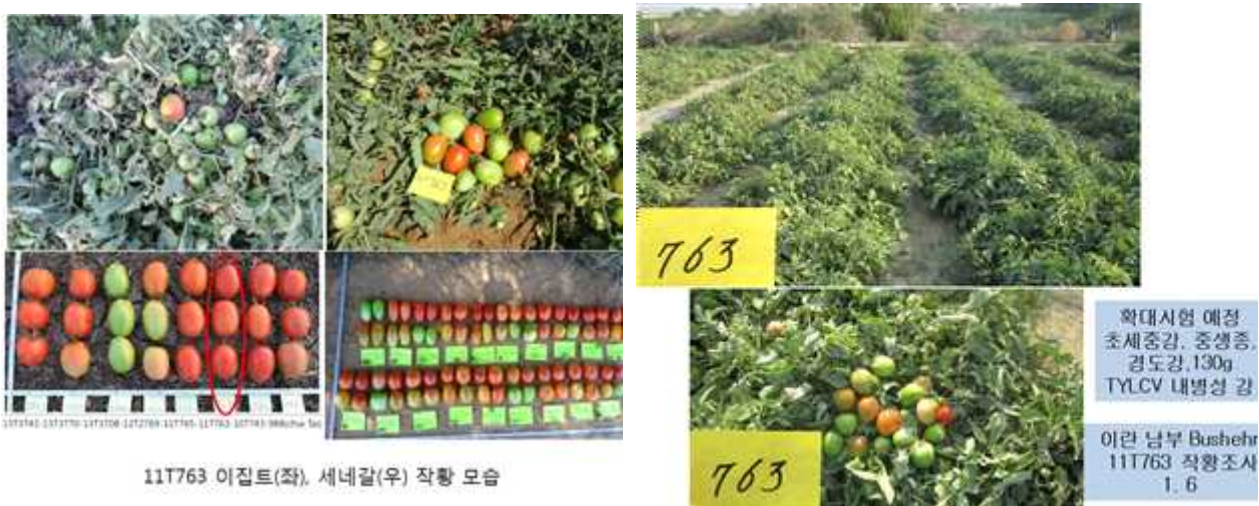 763
확대시험 예정
초세중강, 중생종,
경도강,130g
TYLCV 내병성 강
763
이란 남부 Bushehr
11T763 작황조사
1. 6
11T763 이집트(좌), 세네갈(우) 작황 모습